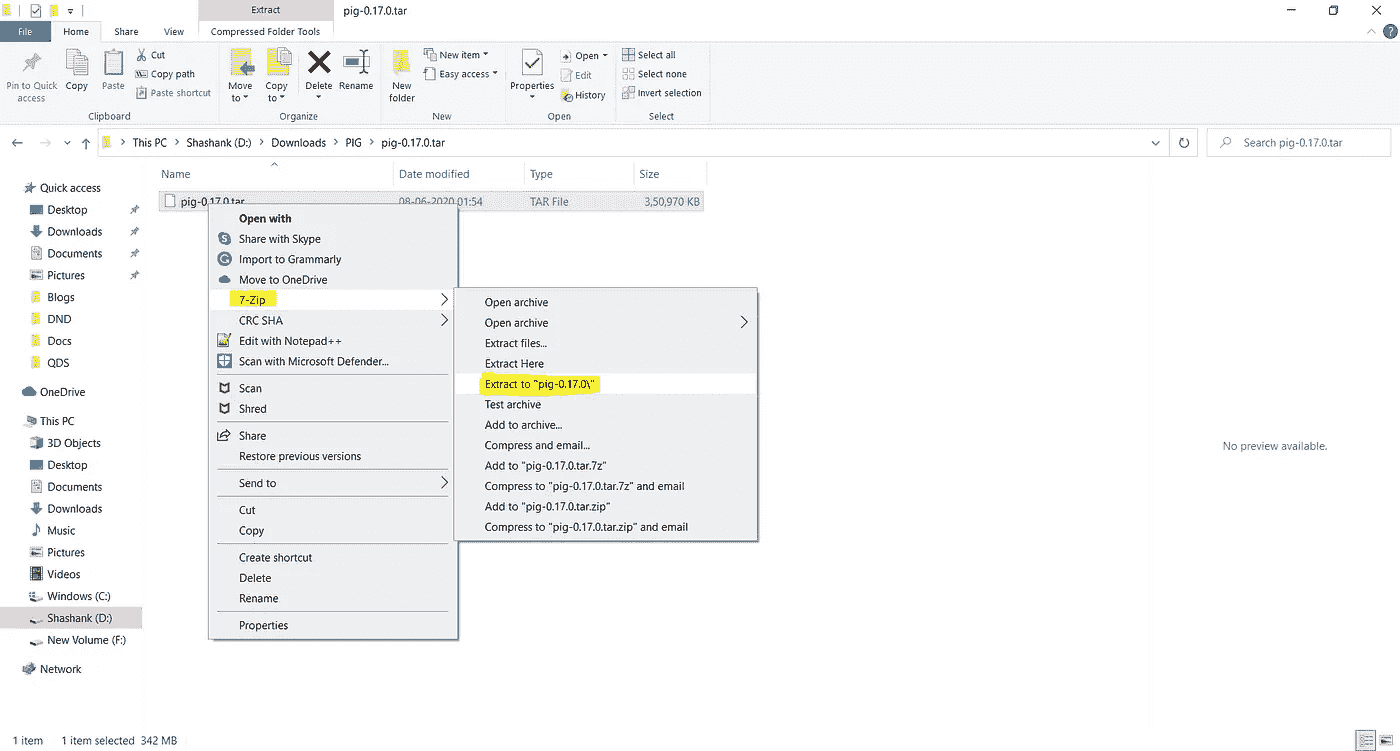 Extract
pig-0.17.0.tar
File
Home
Share
View
Compressed Folder Tools
Pin to Quick access
Copy
Paste
Cut
Copy path
Paste shortcut
Clipboard
Move to
Copy to
Delete
Rename
Organize
New folder
New item
Easy access
New
Properties
Open
Edit
History
Open
Select all
Select none
Invert selection
Select
This PC > Shashank (D:) > Downloads > PIG > pig-0.17.0.tar
Search pig-0.17.0.tar
Name
Date modified
Type
Size
pig-0.17.0.tar
08-06-2020 01:54
TAR File
3,50,970 KB
Quick access
Desktop
Downloads
Documents
Pictures
Blogs
DND
Docs
QDS
OneDrive
This PC
3D Objects
Desktop
Documents
Downloads
Music
Pictures
Videos
Windows (C:)
Shashank (D:)
New Volume (F:)
Network
Open with
Share with Skype
Import to Grammarly
Move to OneDrive
7-Zip
CRC SHA
Edit with Notepad++
Scan with Microsoft Defender...
Scan
Shred
Share
Restore previous versions
Send to
Cut
Copy
Create shortcut
Delete
Rename
Properties
Open archive
Open archive
Extract files...
Extract Here
Extract to "pig-0.17.0\"
Test archive
Add to archive...
Compress and email...
Add to "pig-0.17.0.tar.7z"
Compress to "pig-0.17.0.tar.7z" and email
Add to "pig-0.17.0.tar.zip"
Compress to "pig-0.17.0.tar.zip" and email
No preview available.
1 item
1 item selected 342 MB